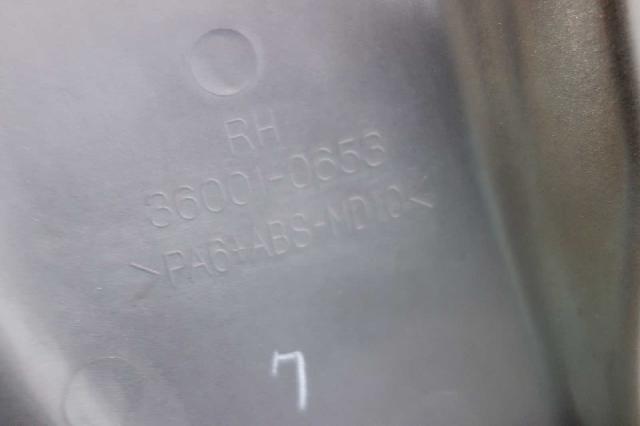 RH
36001-0653
>PA6+ABS-MD10<
7